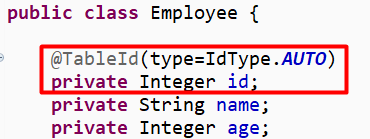 public class Employee {
@TableId(type=IdType.AUTO)
private Integer id;
private String name;
private Integer age;